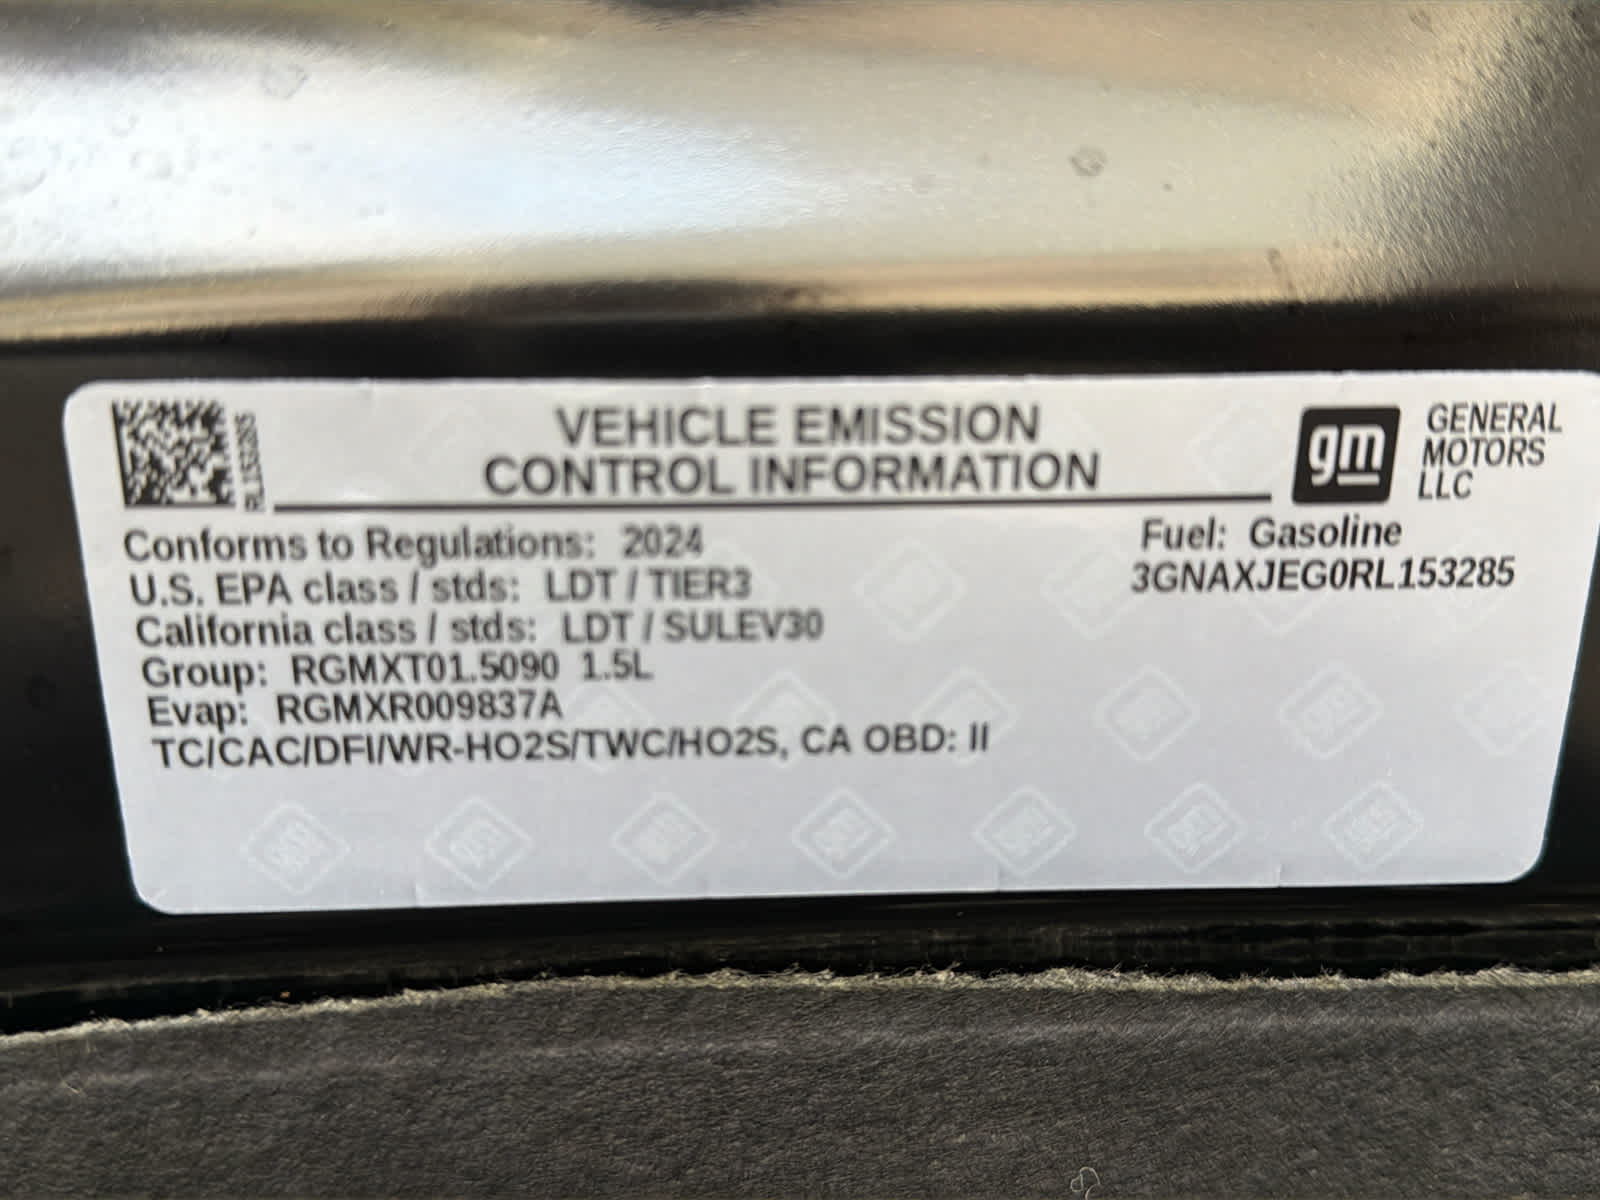 RL153285
VEHICLE EMISSION
CONTROL INFORMATION
gm
GENERAL
MOTORS
LLC
Conforms to Regulations: 2024
U.S. EPA class / stds: LDT / TIER3
California class / stds: LDT / SULEV30
Group: RGMXT01.5090 1.5L
Evap: RGMXR009837A
TC/CAC/DFI/WR-HO2S/TWC/HO2S, CA OBD: II
Fuel: Gasoline
3GNAXJEG0RL153285